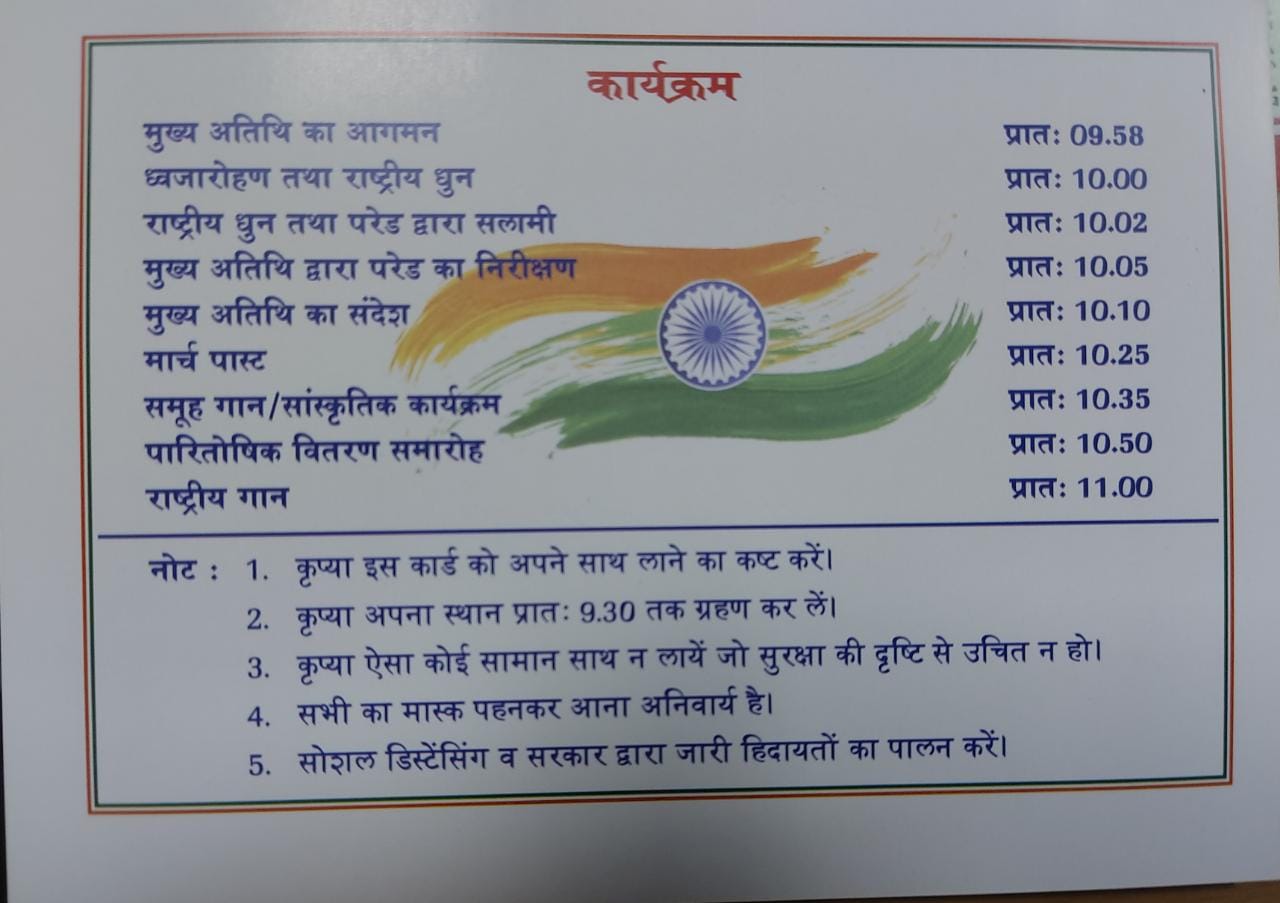 कार्यक्रम
मुख्य अतिथि का आगमन प्रातः 09.58
ध्वजारोहण तथा राष्ट्रीय धुन प्रातः 10.00
राष्ट्रीय धुन तथा परेड द्वारा सलामी प्रातः 10.02
मुख्य अतिथि द्वारा परेड का निरीक्षण प्रातः 10.05
मुख्य अतिथि का संदेश प्रातः 10.10
मार्च पास्ट प्रातः 10.25
समूह गान/सांस्कृतिक कार्यक्रम प्रातः 10.35
पारितोषिक वितरण समारोह प्रातः 10.50
राष्ट्रीय गान प्रातः 11.00
नोट : 1. कृप्या इस कार्ड को अपने साथ लाने का कष्ट करें।
2. कृप्या अपना स्थान प्रातः 9.30 तक ग्रहण कर लें।
3. कृप्या ऐसा कोई सामान साथ न लायें जो सुरक्षा की दृष्टि से उचित न हो।
4. सभी का मास्क पहनकर आना अनिवार्य है।
5. सोशल डिस्टेंसिंग व सरकार द्वारा जारी हिदायतों का पालन करें।